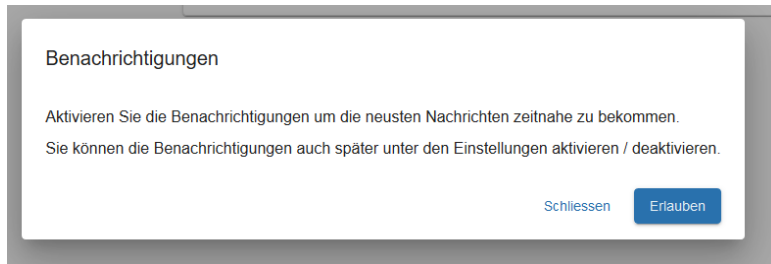 Benachrichtigungen
Aktivieren Sie die Benachrichtigungen um die neusten Nachrichten zeitnahe zu bekommen.
Sie können die Benachrichtigungen auch später unter den Einstellungen aktivieren / deaktivieren.
Schliessen
Erlauben